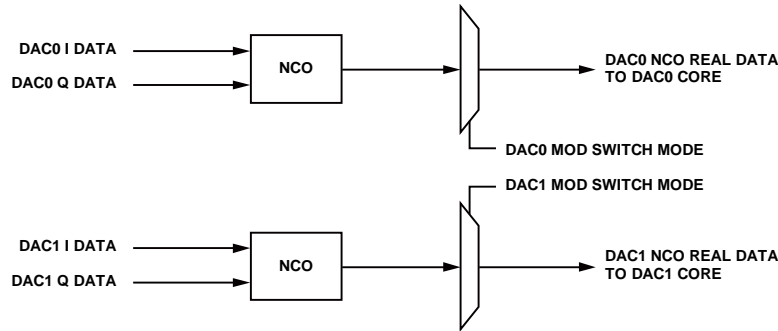 DAC0 I DATA
DAC0 Q DATA
NCO
DAC0 NCO REAL DATA
TO DAC0 CORE
DAC0 MOD SWITCH MODE
DAC1 MOD SWITCH MODE
DAC1 I DATA
DAC1 Q DATA
NCO
DAC1 NCO REAL DATA
TO DAC1 CORE